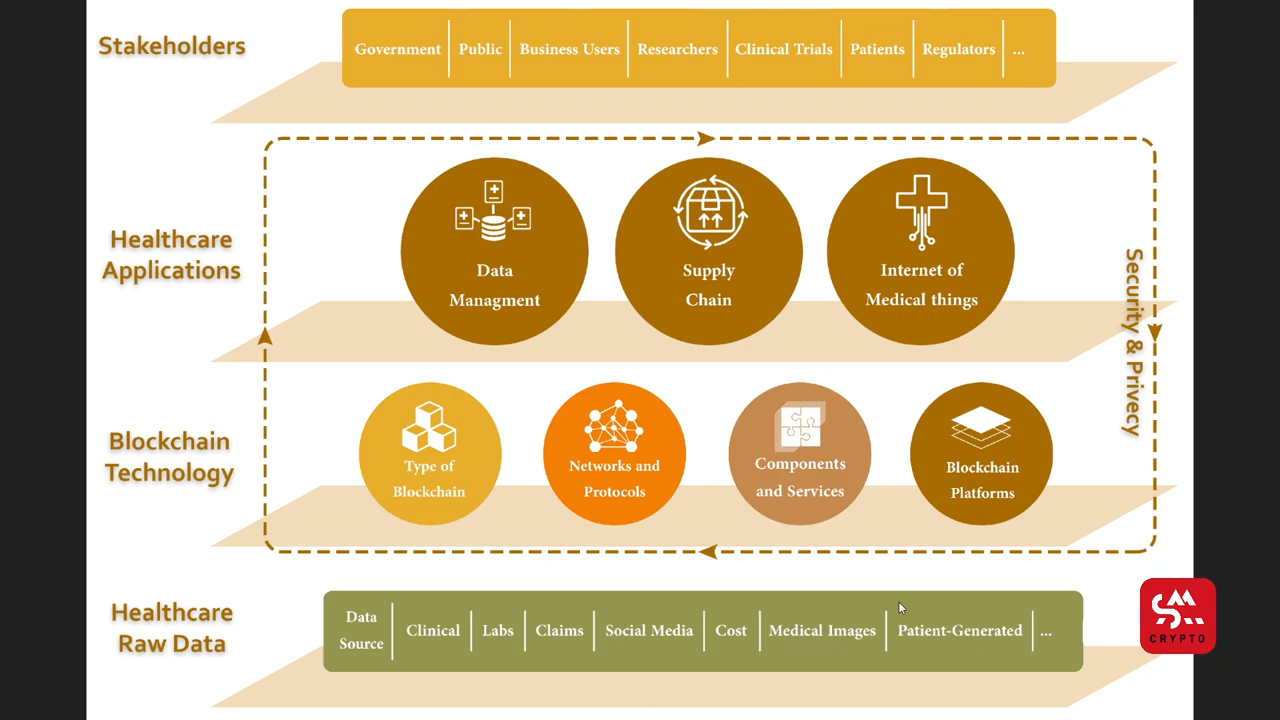 Stakeholders
Government Public Business Users Researchers Clinical Trials Patients Regulators ...
Healthcare
Applications
Data
Managment
Supply
Chain
Internet of
Medical things
Security & Privecy
Blockchain
Technology
Type of
Blockchain
Networks and
Protocols
Components
and Services
Blockchain
Platforms
Healthcare
Raw Data
Data
Source
Clinical Labs Claims Social Media Cost Medical Images Patient-Generated ...
SMM
CRYPTO